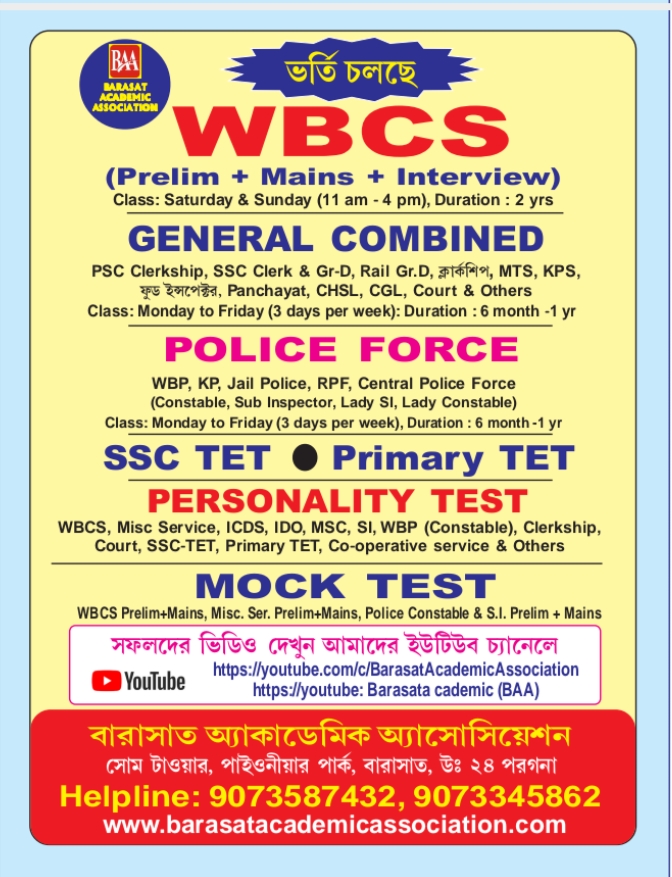 BAA
BARASAT
ACADEMIC
ASSOCIATION
ভর্তি চলছে
WBCS
(Prelim + Mains + Interview)
Class: Saturday & Sunday (11 am - 4 pm), Duration : 2 yrs
GENERAL COMBINED
PSC Clerkship, SSC Clerk & Gr-D, Rail Gr.D, ক্লার্কশিপ, MTS, KPS,
ফুড ইন্সপেক্টর, Panchayat, CHSL, CGL, Court & Others
Class: Monday to Friday (3 days per week): Duration : 6 month -1 yr
POLICE FORCE
WBP, KP, Jail Police, RPF, Central Police Force
(Constable, Sub Inspector, Lady SI, Lady Constable)
Class: Monday to Friday (3 days per week), Duration : 6 month -1 yr
SSC TET ● Primary TET
PERSONALITY TEST
WBCS, Misc Service, ICDS, IDO, MSC, SI, WBP (Constable), Clerkship,
Court, SSC-TET, Primary TET, Co-operative service & Others
MOCK TEST
WBCS Prelim+Mains, Misc. Ser. Prelim+Mains, Police Constable & S.I. Prelim + Mains
সফলদের ভিডিও দেখুন আমাদের ইউটিউব চ্যানেলে
YouTube https://youtube.com/c/BarasatAcademicAssociation
https://youtube: Barasata cademic (BAA)
বারাসাত অ্যাকাডেমিক অ্যাসোসিয়েশন
সোম টাওয়ার, পাইওনীয়ার পার্ক, বারাসাত, উঃ ২৪ পরগনা
Helpline: 9073587432, 9073345862
www.barasatacademicassociation.com